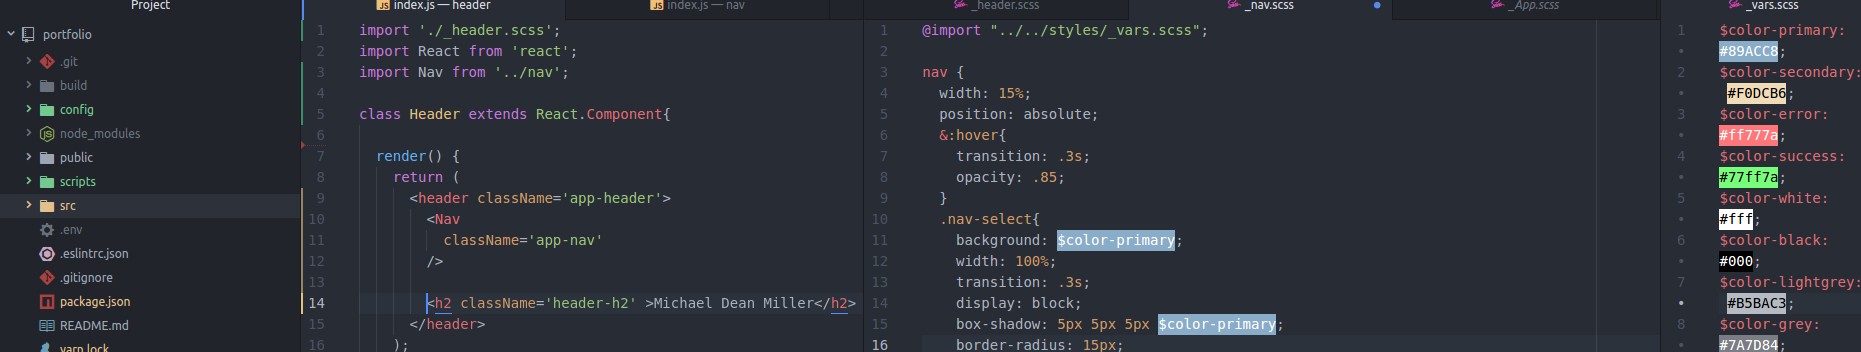 Project
portfolio
.git
build
config
node_modules
public
scripts
src
.env
.eslintrc.json
.gitignore
package.json
README.md
yarn.lock
index.js — header
index.js — nav
1 import './_header.scss';
2 import React from 'react';
3 import Nav from '../nav';
4
5 class Header extends React.Component{
6
7 render() {
8 return (
9 <header className='app-header'>
10 <Nav
11 className='app-nav'
12 />
13
14 <h2 className='header-h2' >Michael Dean Miller</h2>
15 </header>
16 );
_header.scss
_nav.scss
_App.scss
1 @import "../../styles/_vars.scss";
2
3 nav {
4 width: 15%;
5 position: absolute;
6 &:hover{
7 transition: .3s;
8 opacity: .85;
9 }
10 .nav-select{
11 background: $color-primary;
12 width: 100%;
13 transition: .3s;
14 display: block;
15 box-shadow: 5px 5px 5px $color-primary;
16 border-radius: 15px;
_vars.scss
1 $color-primary:
• #89ACC8;
2 $color-secondary:
• #F0DCB6;
3 $color-error:
• #ff777a;
4 $color-success:
• #77ff7a;
5 $color-white:
• #fff;
6 $color-black:
• #000;
7 $color-lightgrey:
• #B5BAC3;
8 $color-grey:
• #7A7D84;